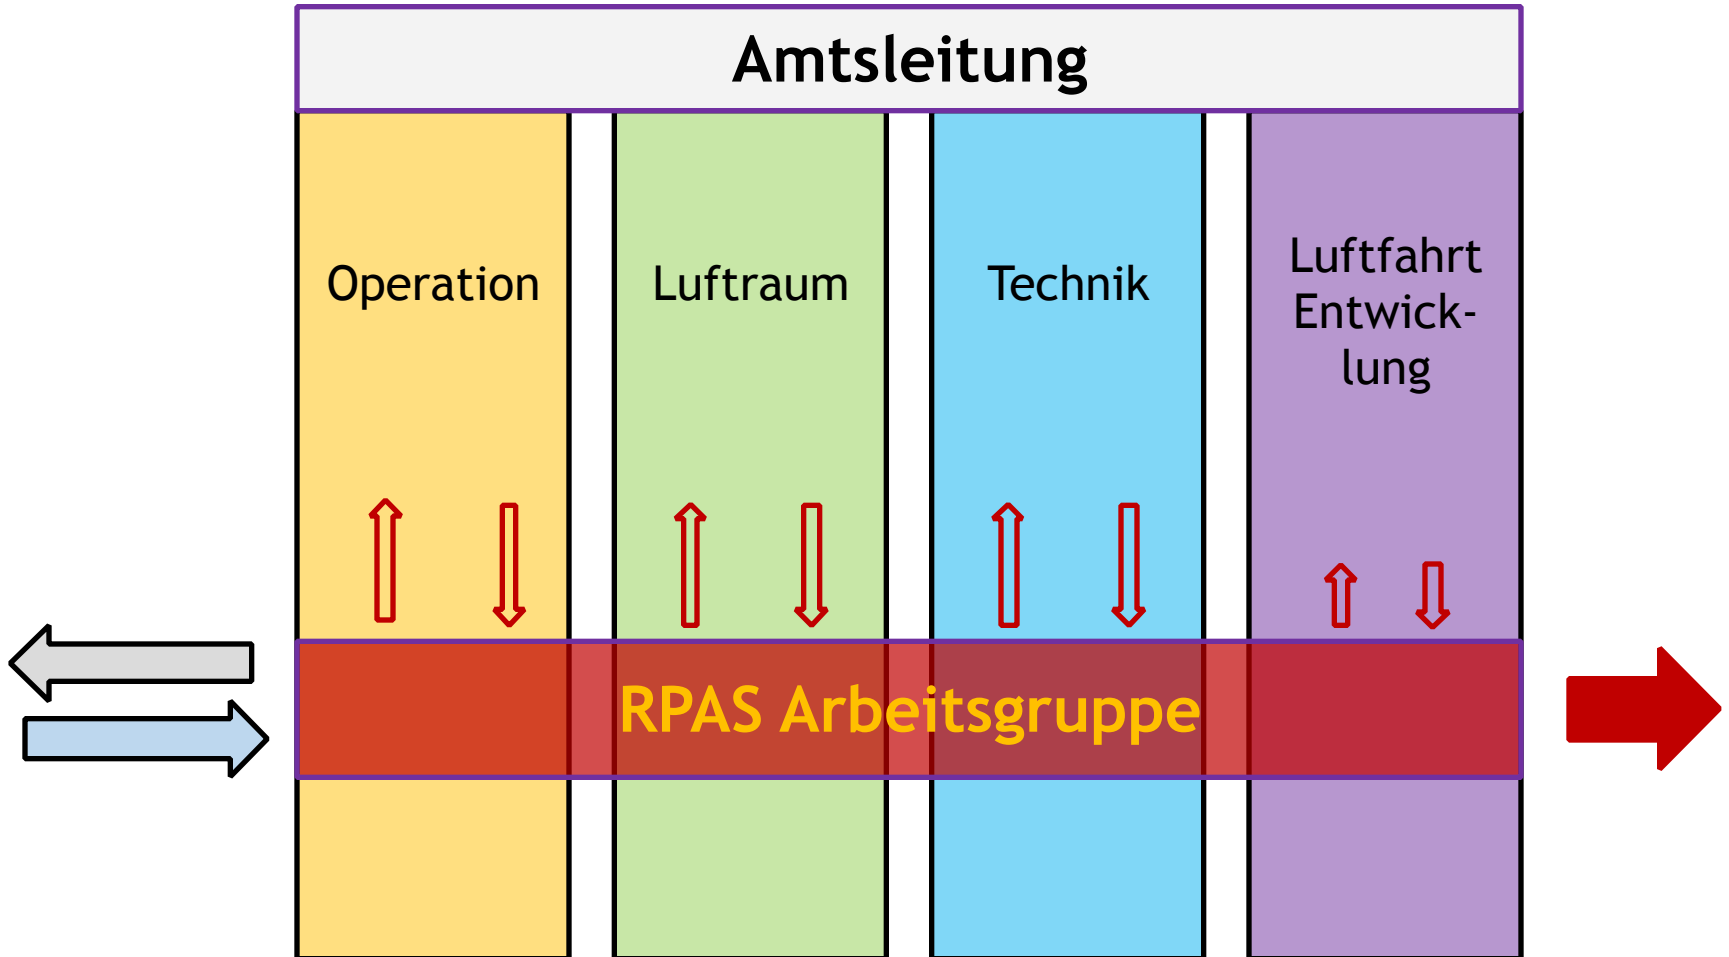 Amtsleitung
Operation
Luftraum
Technik
Luftfahrt
Entwick-
lung
RPAS Arbeitsgruppe